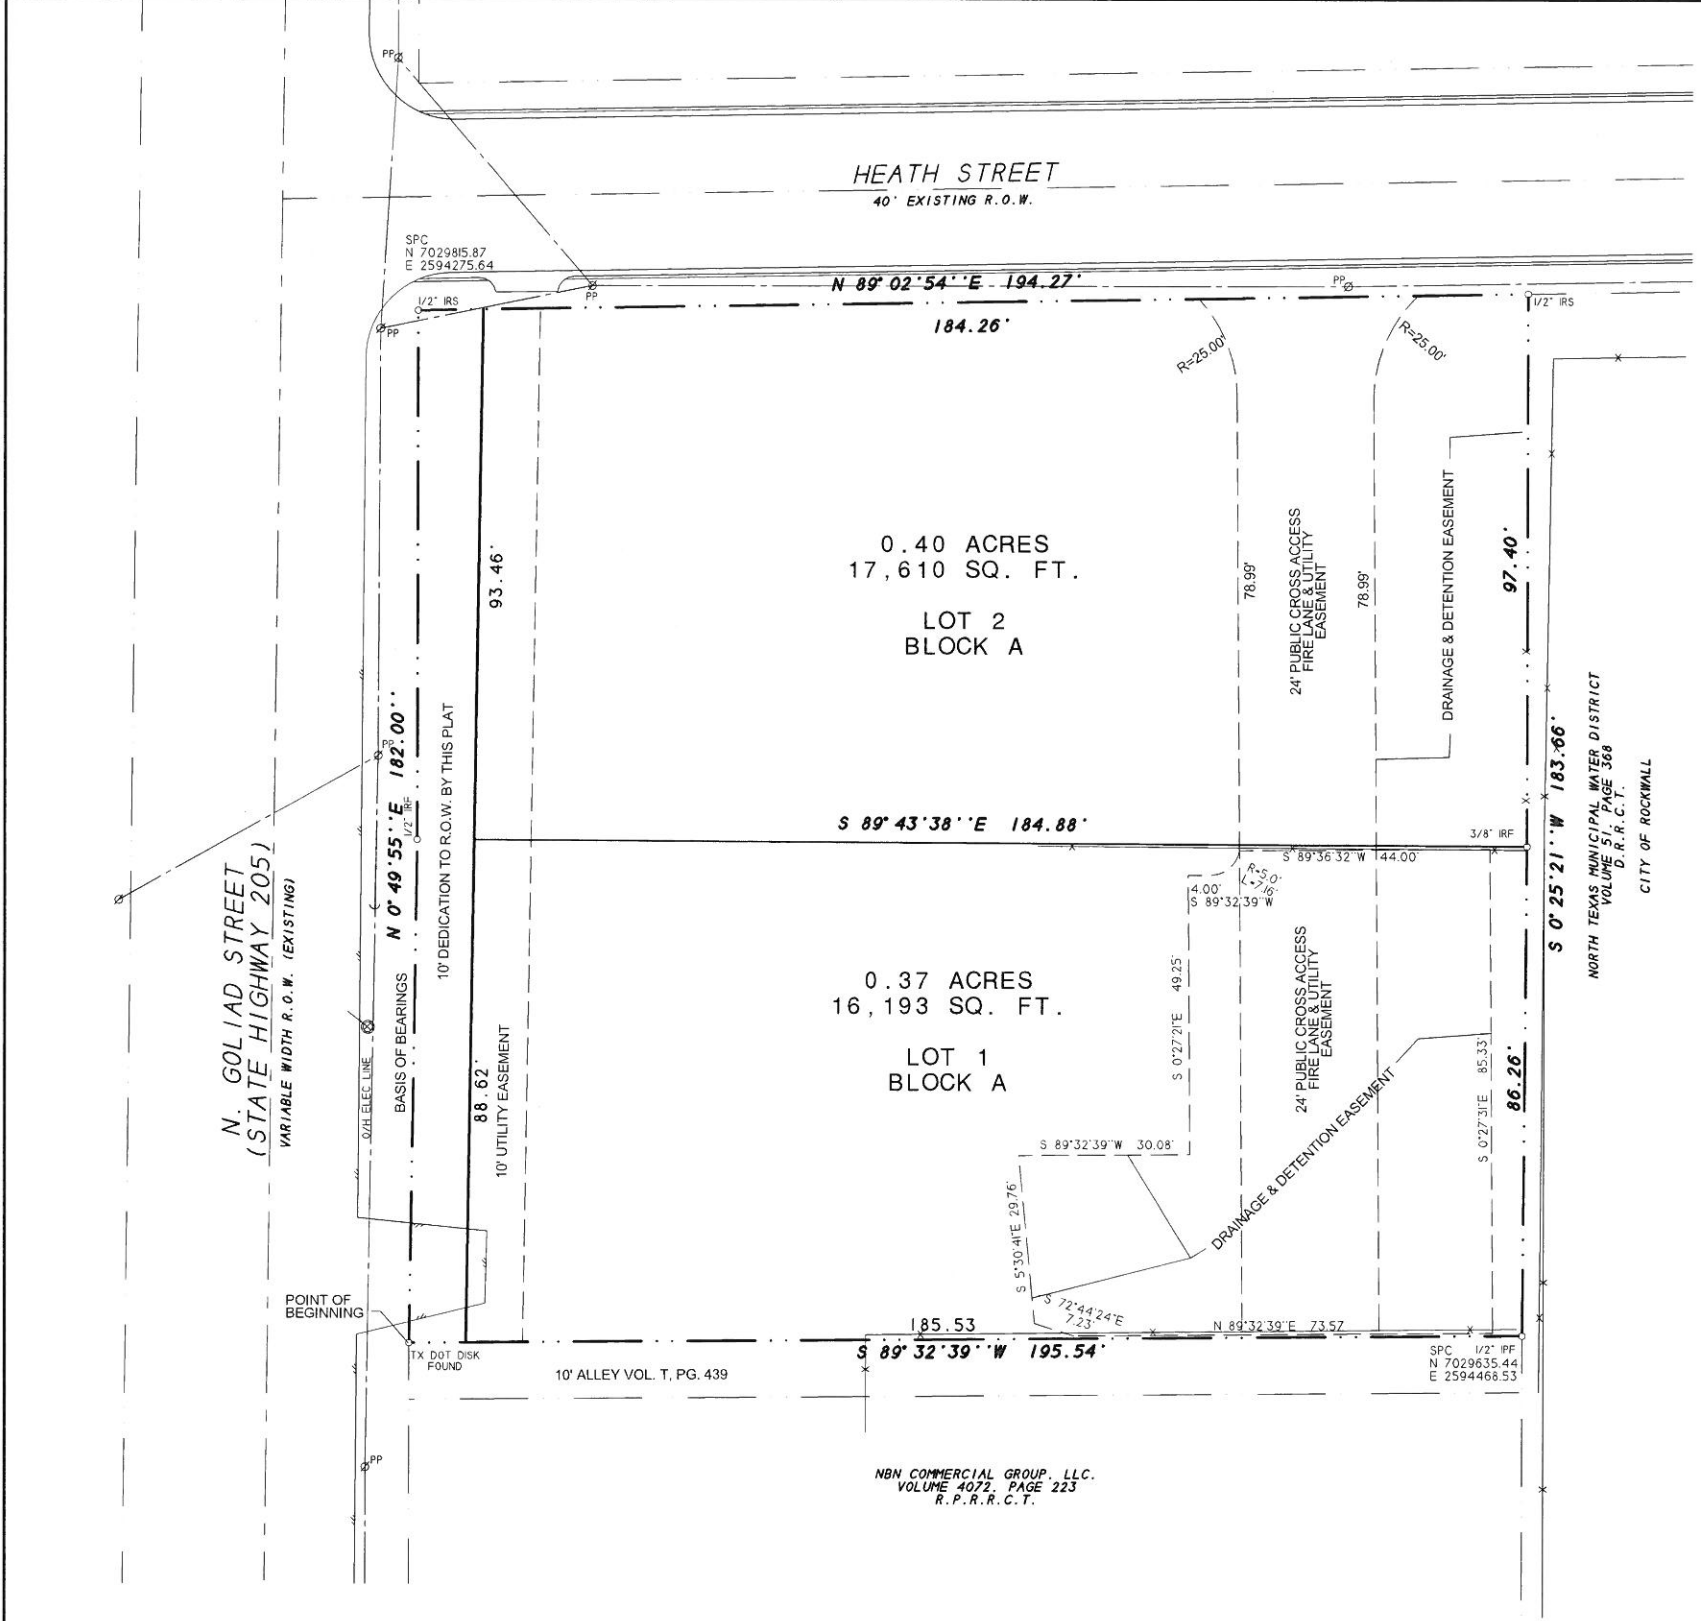 PP
HEATH STREET
40' EXISTING R.O.W.
SPC
N 7029815.87
E 2594275.64
1/2" IRS
PP
PP
N 89°02'54''E 194.27'
184.26'
PP
1/2" IRS
R=25.00'
R=25.00'
93.46'
0.40 ACRES
17,610 SQ. FT.
LOT 2
BLOCK A
78.99'
24' PUBLIC CROSS ACCESS
FIRE LANE & UTILITY
EASEMENT
78.99'
DRAINAGE & DETENTION EASEMENT
97.40'
N 0°49'55''E 182.00''
PP
1/2" IRF
10' DEDICATION TO R.O.W. BY THIS PLAT
S 89°43'38''E 184.88'
3/8" IRF
S 89°36'32"W 44.00'
R=5.0'
L=7.16'
4.00'
S 89°32'39"W
S 0°25'21''W 183.66'
NORTH TEXAS MUNICIPAL WATER DISTRICT
VOLUME 51, PAGE 368
D.R.R.C.T.
CITY OF ROCKWALL
N. GOLIAD STREET
(STATE HIGHWAY 205)
VARIABLE WIDTH R.O.W. (EXISTING)
O/H ELEC LINE
BASIS OF BEARINGS
88.62'
10' UTILITY EASEMENT
0.37 ACRES
16,193 SQ. FT.
LOT 1
BLOCK A
S 0°27'21"E 49.25'
24' PUBLIC CROSS ACCESS
FIRE LANE & UTILITY
EASEMENT
DRAINAGE & DETENTION EASEMENT
S 0°27'31"E 85.33'
86.26'
S 89°32'39"W 30.08'
S 5°30'41"E 29.76'
S 72°44'24"E
7.23'
N 89°32'39"E 73.57
POINT OF
BEGINNING
TX DOT DISK
FOUND
185.53
S 89°32'39''W 195.54'
10' ALLEY VOL. T, PG. 439
SPC 1/2" IPF
N 7029635.44
E 2594468.53
PP
NBN COMMERCIAL GROUP, LLC.
VOLUME 4072, PAGE 223
R.P.R.R.C.T.